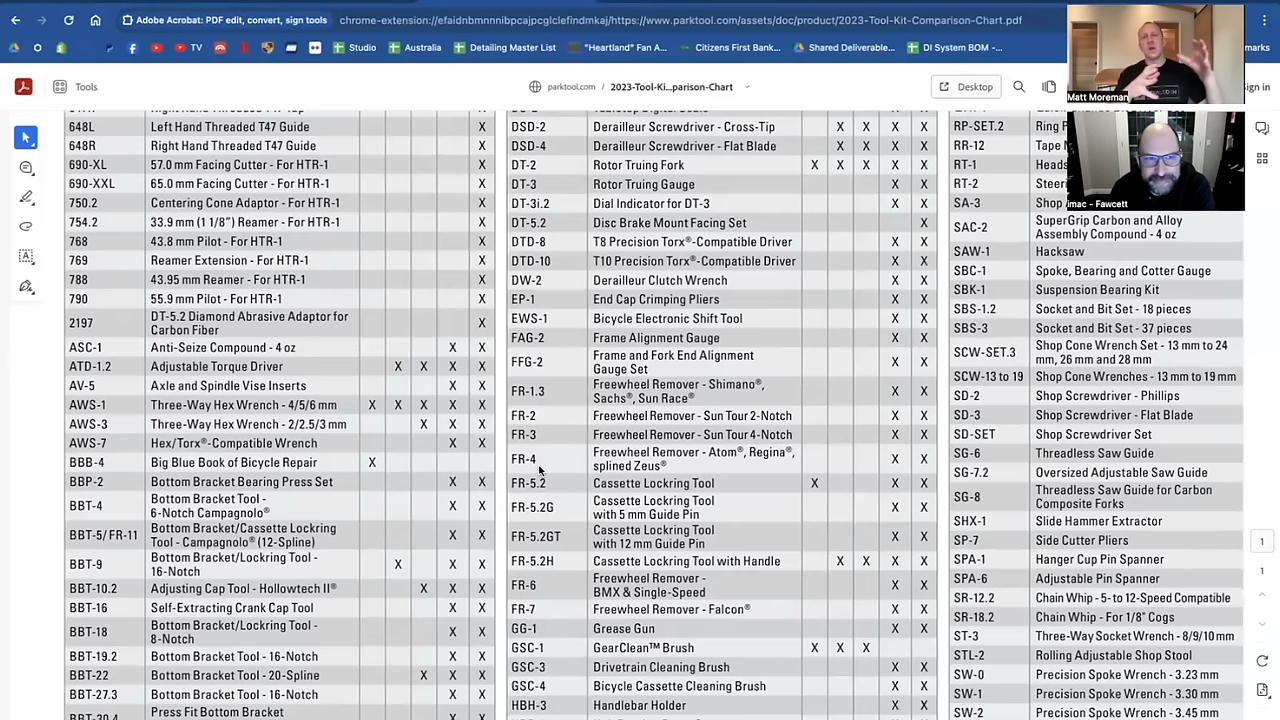 Adobe Acrobat: PDF edit, convert, sign tools
chrome-extension://efaidnbmnnnibpcajpcglclefindmkaj/https://www.parktool.com/assets/doc/product/2023-Tool-Kit-Comparison-Chart.pdf
TV
Studio
Australia
Detailing Master List
"Heartland" Fan A...
Citizens First Bank...
Shared Deliverable...
DI System BOM -...
marks
Tools
parktool.com / 2023-Tool-Ki...parison-Chart
Desktop
ign in
Matt Moreman
imac - Fawcett
648L Left Hand Threaded T47 Guide X
648R Right Hand Threaded T47 Guide X
690-XL 57.0 mm Facing Cutter - For HTR-1 X
690-XXL 65.0 mm Facing Cutter - For HTR-1 X
750.2 Centering Cone Adaptor - For HTR-1 X
754.2 33.9 mm (1 1/8") Reamer - For HTR-1 X
768 43.8 mm Pilot - For HTR-1 X
769 Reamer Extension - For HTR-1 X
788 43.95 mm Reamer - For HTR-1 X
790 55.9 mm Pilot - For HTR-1 X
2197 DT-5.2 Diamond Abrasive Adaptor for
Carbon Fiber X
ASC-1 Anti-Seize Compound - 4 oz X X
ATD-1.2 Adjustable Torque Driver X X X X
AV-5 Axle and Spindle Vise Inserts X X
AWS-1 Three-Way Hex Wrench - 4/5/6 mm X X X X X
AWS-3 Three-Way Hex Wrench - 2/2.5/3 mm X X X
AWS-7 Hex/Torx®-Compatible Wrench X X
BBB-4 Big Blue Book of Bicycle Repair X
BBP-2 Bottom Bracket Bearing Press Set X X
BBT-4 Bottom Bracket Tool -
6-Notch Campagnolo® X X
BBT-5/ FR-11 Bottom Bracket/Cassette Lockring
Tool - Campagnolo® (12-Spline) X X
BBT-9 Bottom Bracket/Lockring Tool -
16-Notch X X X
BBT-10.2 Adjusting Cap Tool - Hollowtech II® X X X
BBT-16 Self-Extracting Crank Cap Tool X X
BBT-18 Bottom Bracket/Lockring Tool -
8-Notch X X
BBT-19.2 Bottom Bracket Tool - 16-Notch X X
BBT-22 Bottom Bracket Tool - 20-Spline X X X
BBT-27.3 Bottom Bracket Tool - 16-Notch X X
BBT-30.4 Press Fit Bottom Bracket
DSD-2 Derailleur Screwdriver - Cross-Tip X X X X
DSD-4 Derailleur Screwdriver - Flat Blade X X X X
DT-2 Rotor Truing Fork X X X X X
DT-3 Rotor Truing Gauge X X
DT-3i.2 Dial Indicator for DT-3 X X
DT-5.2 Disc Brake Mount Facing Set X
DTD-8 T8 Precision Torx®-Compatible Driver X X
DTD-10 T10 Precision Torx®-Compatible Driver X X
DW-2 Derailleur Clutch Wrench X X
EP-1 End Cap Crimping Pliers X X
EWS-1 Bicycle Electronic Shift Tool X X
FAG-2 Frame Alignment Gauge X X
FFG-2 Frame and Fork End Alignment
Gauge Set X X
FR-1.3 Freewheel Remover - Shimano®,
Sachs®, Sun Race® X X
FR-2 Freewheel Remover - Sun Tour 2-Notch X X
FR-3 Freewheel Remover - Sun Tour 4-Notch X X
FR-4 Freewheel Remover - Atom®, Regina®,
splined Zeus® X X
FR-5.2 Cassette Lockring Tool X X X
FR-5.2G Cassette Lockring Tool
with 5 mm Guide Pin X X
FR-5.2GT Cassette Lockring Tool
with 12 mm Guide Pin X X
FR-5.2H Cassette Lockring Tool with Handle X X X X
FR-6 Freewheel Remover -
BMX & Single-Speed X X
FR-7 Freewheel Remover - Falcon® X X
GG-1 Grease Gun X X
GSC-1 GearClean™ Brush X X X
GSC-3 Drivetrain Cleaning Brush X X
GSC-4 Bicycle Cassette Cleaning Brush X X
HBH-3 Handlebar Holder X X
RP-SET.2 Ring P
RR-12 Tape N
RT-1 Heads
RT-2 Steer
SA-3 Shop
SAC-2 SuperGrip Carbon and Alloy
Assembly Compound - 4 oz
SAW-1 Hacksaw
SBC-1 Spoke, Bearing and Cotter Gauge
SBK-1 Suspension Bearing Kit
SBS-1.2 Socket and Bit Set - 18 pieces
SBS-3 Socket and Bit Set - 37 pieces
SCW-SET.3 Shop Cone Wrench Set - 13 mm to 24
mm, 26 mm and 28 mm
SCW-13 to 19 Shop Cone Wrenches - 13 mm to 19 mm
SD-2 Shop Screwdriver - Phillips
SD-3 Shop Screwdriver - Flat Blade
SD-SET Shop Screwdriver Set
SG-6 Threadless Saw Guide
SG-7.2 Oversized Adjustable Saw Guide
SG-8 Threadless Saw Guide for Carbon
Composite Forks
SHX-1 Slide Hammer Extractor
SP-7 Side Cutter Pliers
SPA-1 Hanger Cup Pin Spanner
SPA-6 Adjustable Pin Spanner
SR-12.2 Chain Whip - 5- to 12-Speed Compatible
SR-18.2 Chain Whip - For 1/8" Cogs
ST-3 Three-Way Socket Wrench - 8/9/10 mm
STL-2 Rolling Adjustable Shop Stool
SW-0 Precision Spoke Wrench - 3.23 mm
SW-1 Precision Spoke Wrench - 3.30 mm
SW-2 Precision Spoke Wrench - 3.45 mm
1
1